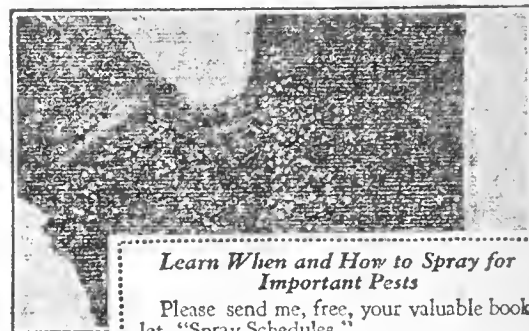 Learn When and How to Spray for
Important Pests
Please send me, free, your valuable book-
let, "Spray Schedules."